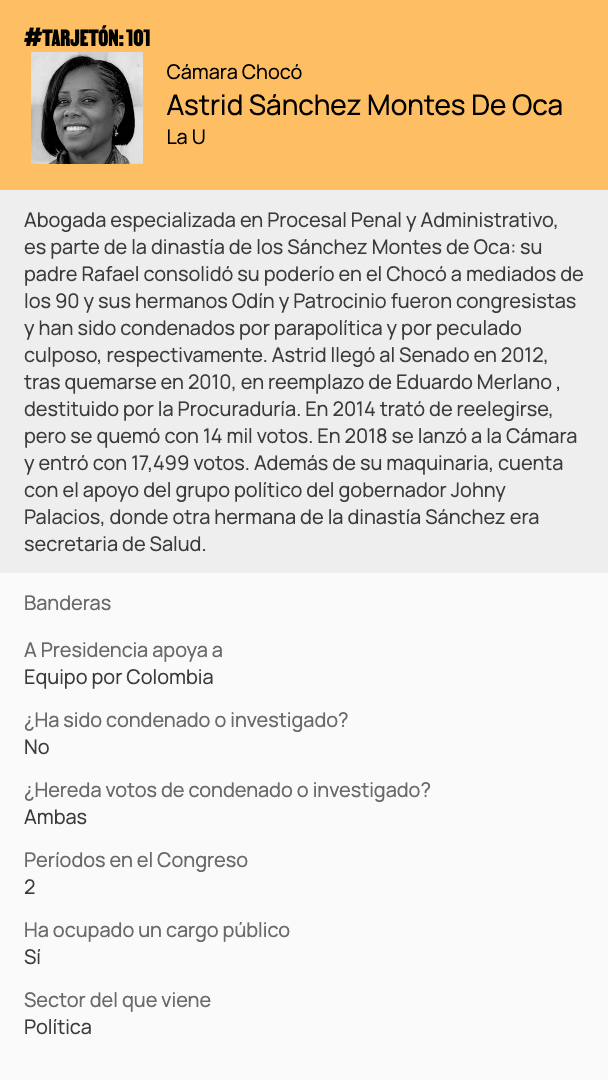 #TARJETÓN: 101
Cámara Chocó
Astrid Sánchez Montes De Oca
La U
Abogada especializada en Procesal Penal y Administrativo,
es parte de la dinastía de los Sánchez Montes de Oca: su
padre Rafael consolidó su poderío en el Chocó a mediados de
los 90 y sus hermanos Odín y Patrocinio fueron congresistas
y han sido condenados por parapolítica y por peculado
culposo, respectivamente. Astrid llegó al Senado en 2012,
tras quemarse en 2010, en reemplazo de Eduardo Merlano ,
destituido por la Procuraduría. En 2014 trató de reelegirse,
pero se quemó con 14 mil votos. En 2018 se lanzó a la Cámara
y entró con 17,499 votos. Además de su maquinaria, cuenta
con el apoyo del grupo político del gobernador Johny
Palacios, donde otra hermana de la dinastía Sánchez era
secretaria de Salud.
Banderas
A Presidencia apoya a
Equipo por Colombia
¿Ha sido condenado o investigado?
No
¿Hereda votos de condenado o investigado?
Ambas
Períodos en el Congreso
2
Ha ocupado un cargo público
Sí
Sector del que viene
Política